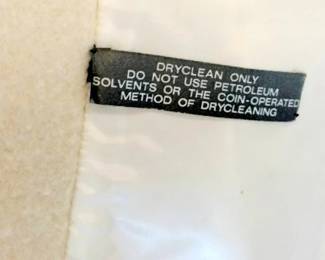 DRYCLEAN ONLY
DO NOT USE PETROLEUM
SOLVENTS OR THE COIN-OPERATED
METHOD OF DRYCLEANING